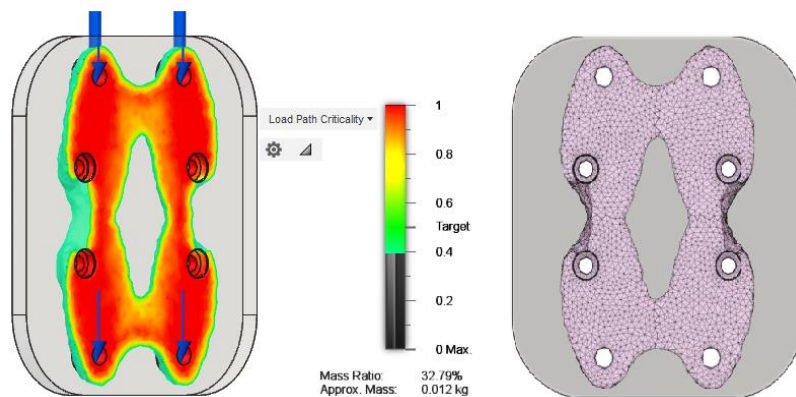 Load Path Criticality
1
0.8
0.6
Target
0.4
0.2
0 Max.
Mass Ratio: 32.79%
Approx. Mass: 0.012 kg